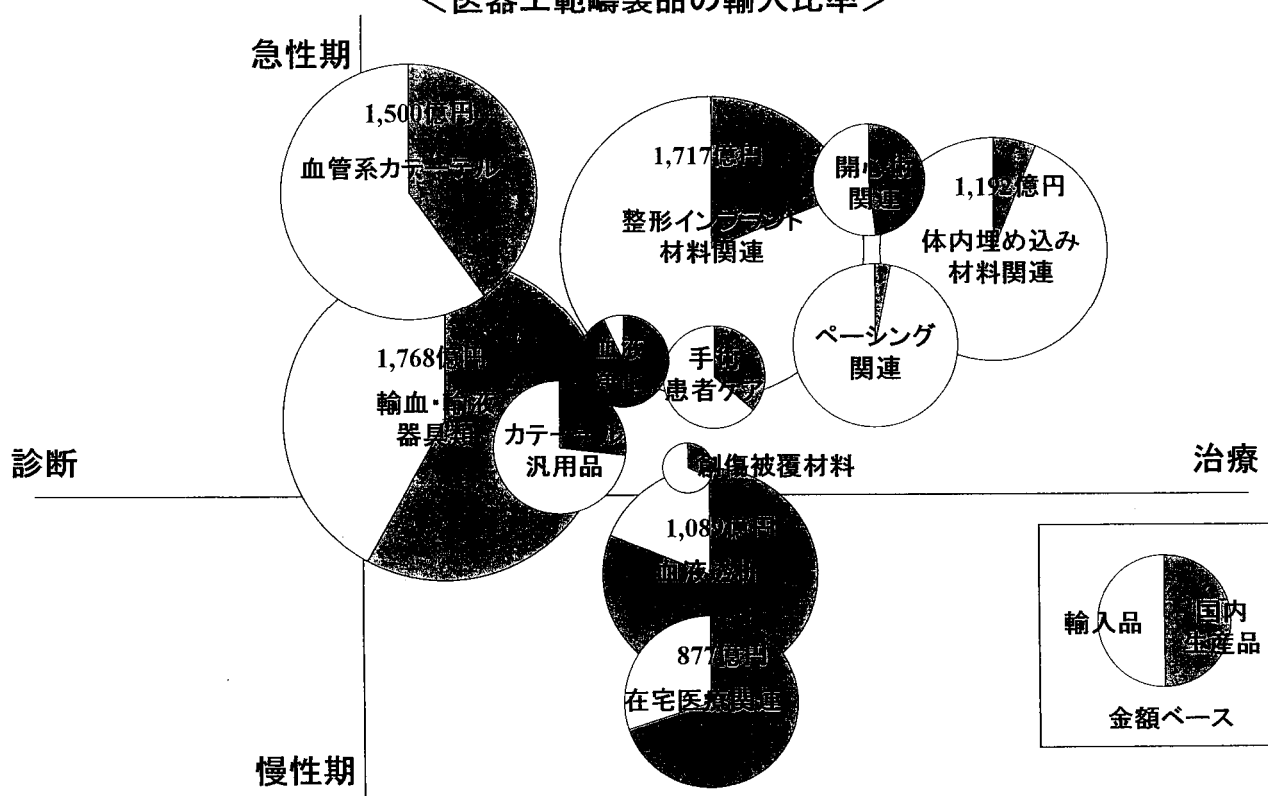 ＜医器工範疇製品の輸入比率＞
急性期
1,500億円
血管系カテーテル
1,717億円
整形インプラント
材料関連
開心術
関連
1,192億円
体内埋め込み
材料関連
ペーシング
関連
1,768億円
輸血・輸液
器具類
血液
手術
患者ケア
カテーテル
汎用品
創傷被覆材料
診断
治療
億円
血液透析
877億円
在宅医療関連
慢性期
輸入品
国内
生産品
金額ベース